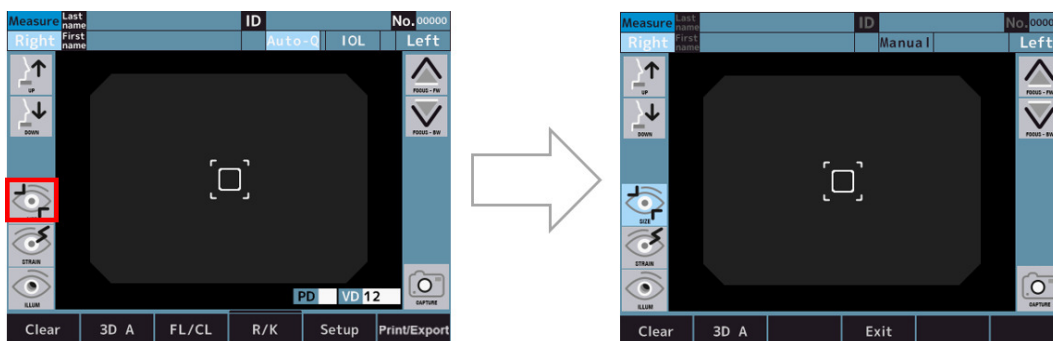 Measure Last name ID No. 00000
Right First name Auto-Q IOL Left
UP
FOCUS - FW
DOWN
FOCUS - BW
STRAIN
ILLUM
CAPTURE
PD VD 12
Clear 3D A FL/CL R/K Setup Print/Export
Measure Last name ID No. 00000
Right First name Manual Left
UP
FOCUS - FW
DOWN
FOCUS - BW
SIZE
STRAIN
ILLUM
CAPTURE
Clear 3D A Exit